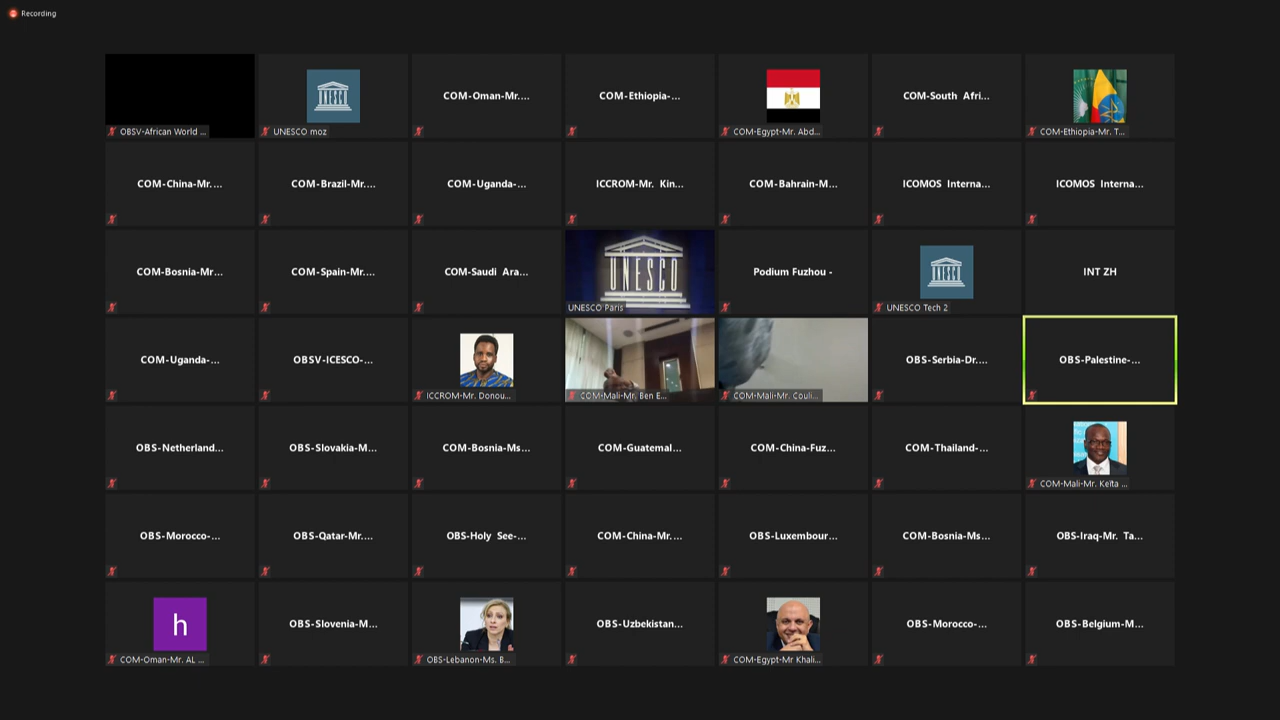 Recording
OBSV-African World ...
UNESCO
UNESCO moz
COM-Oman-Mr....
COM-Ethiopia-...
COM-Egypt-Mr. Abd...
COM-South Afri...
COM-Ethiopia-Mr. T...
COM-China-Mr....
COM-Brazil-Mr....
COM-Uganda-...
ICCROM-Mr. Kin...
COM-Bahrain-M...
ICOMOS Interna...
ICOMOS Interna...
COM-Bosnia-Mr...
COM-Spain-Mr....
COM-Saudi Ara...
UNESCO
UNESCO Paris
Podium Fuzhou -
UNESCO
UNESCO Tech 2
INT ZH
COM-Uganda-...
OBSV-ICESCO-...
ICCROM-Mr. Donou...
COM-Mali-Mr. Ben E...
COM-Mali-Mr. Couli...
OBS-Serbia-Dr....
OBS-Palestine-...
OBS-Netherland...
OBS-Slovakia-M...
COM-Bosnia-Ms...
COM-Guatemal...
COM-China-Fuz...
COM-Thailand-...
COM-Mali-Mr. Keïta ...
OBS-Morocco-...
OBS-Qatar-Mr....
OBS-Holy See-...
COM-China-Mr....
OBS-Luxembour...
COM-Bosnia-Ms...
OBS-Iraq-Mr. Ta...
h
COM-Oman-Mr. AL ...
OBS-Slovenia-M...
OBS-Lebanon-Ms. B...
OBS-Uzbekistan...
COM-Egypt-Mr Khali...
OBS-Morocco-...
OBS-Belgium-M...